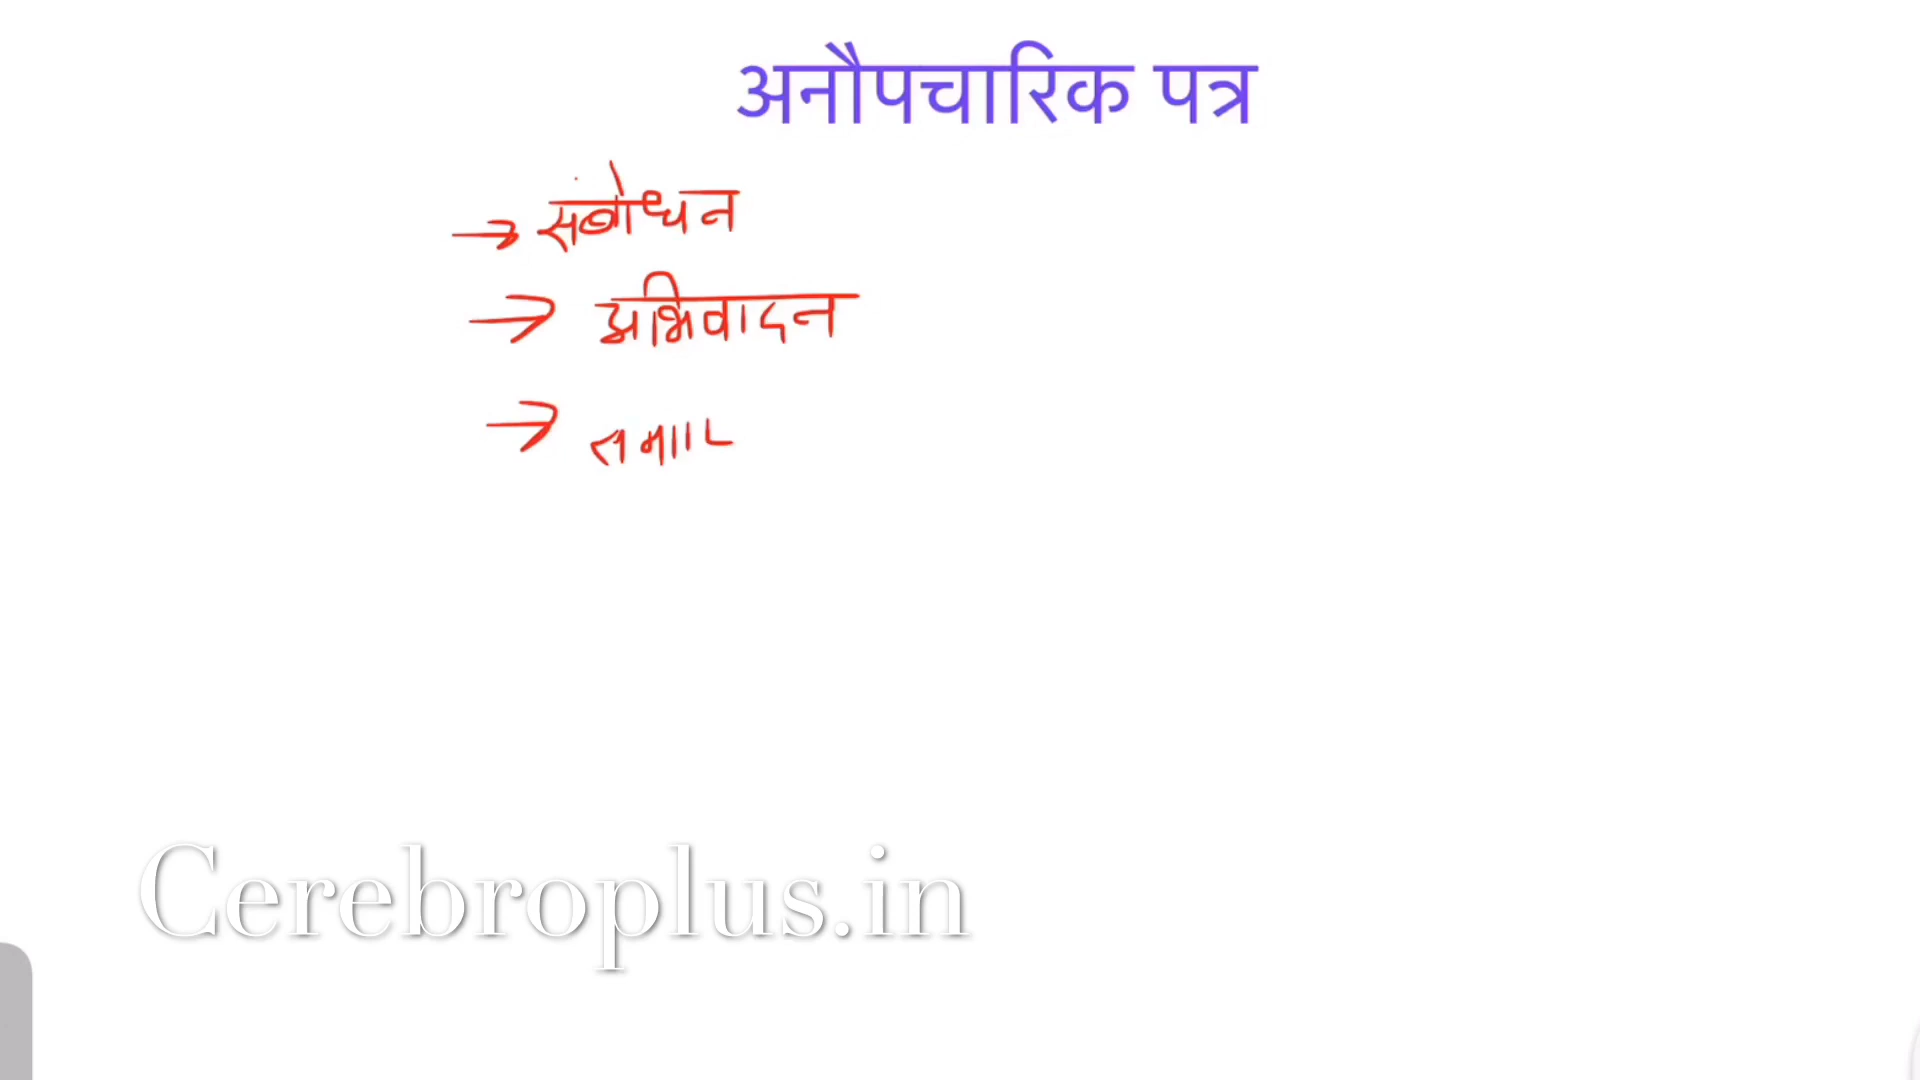 अनौपचारिक पत्र
→ संबोधन
→ अभिवादन
→
Cerebroplus.in